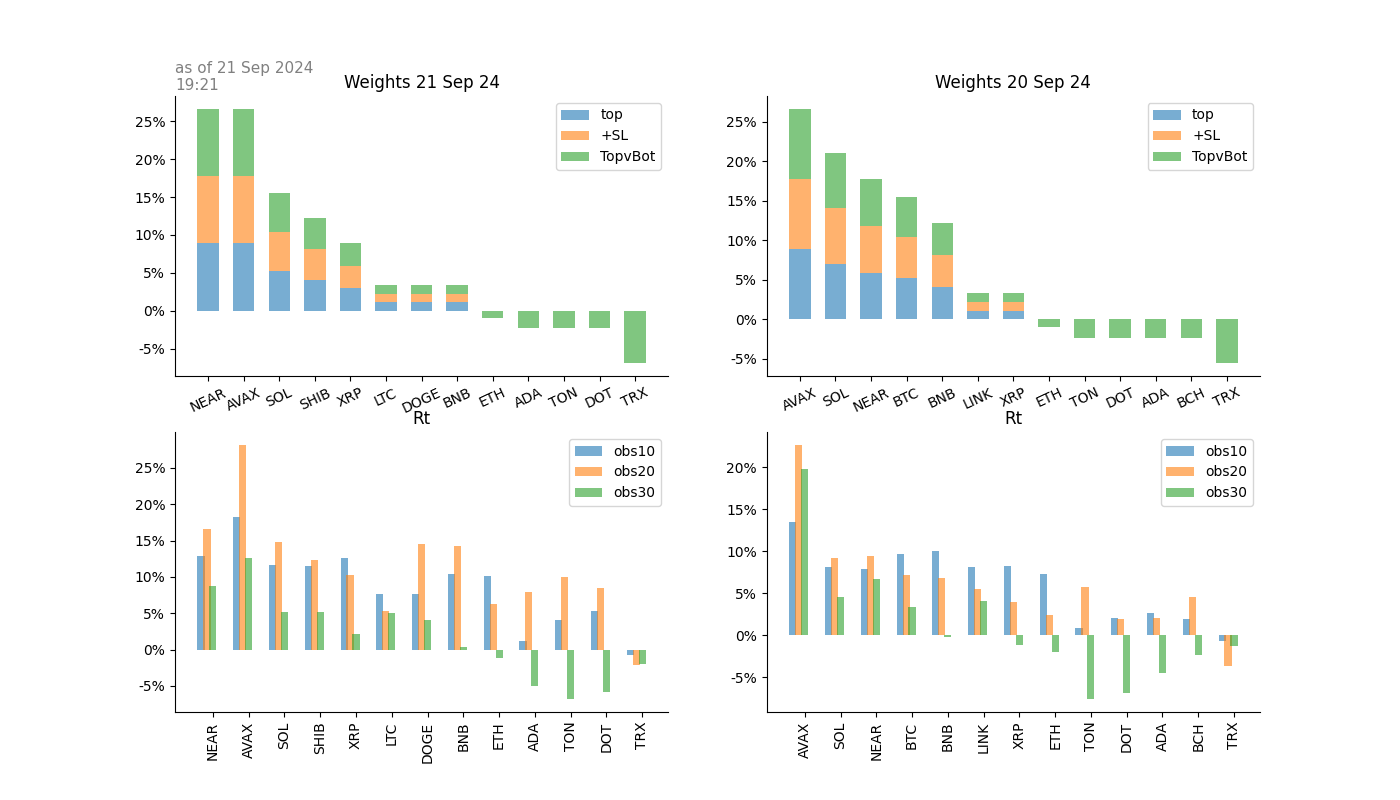 as of 21 Sep 2024
19:21
Weights 21 Sep 24
25%
20%
15%
10%
5%
0%
-5%
top
+SL
TopvBot
NEAR AVAX SOL SHIB XRP LTC DOGE BNB ETH ADA TON DOT TRX
Weights 20 Sep 24
25%
20%
15%
10%
5%
0%
-5%
top
+SL
TopvBot
AVAX SOL NEAR BTC BNB LINK XRP ETH TON DOT ADA BCH TRX
Rt
25%
20%
15%
10%
5%
0%
-5%
obs10
obs20
obs30
NEAR AVAX SOL SHIB XRP LTC DOGE BNB ETH ADA TON DOT TRX
Rt
20%
15%
10%
5%
0%
-5%
obs10
obs20
obs30
AVAX SOL NEAR BTC BNB LINK XRP ETH TON DOT ADA BCH TRX